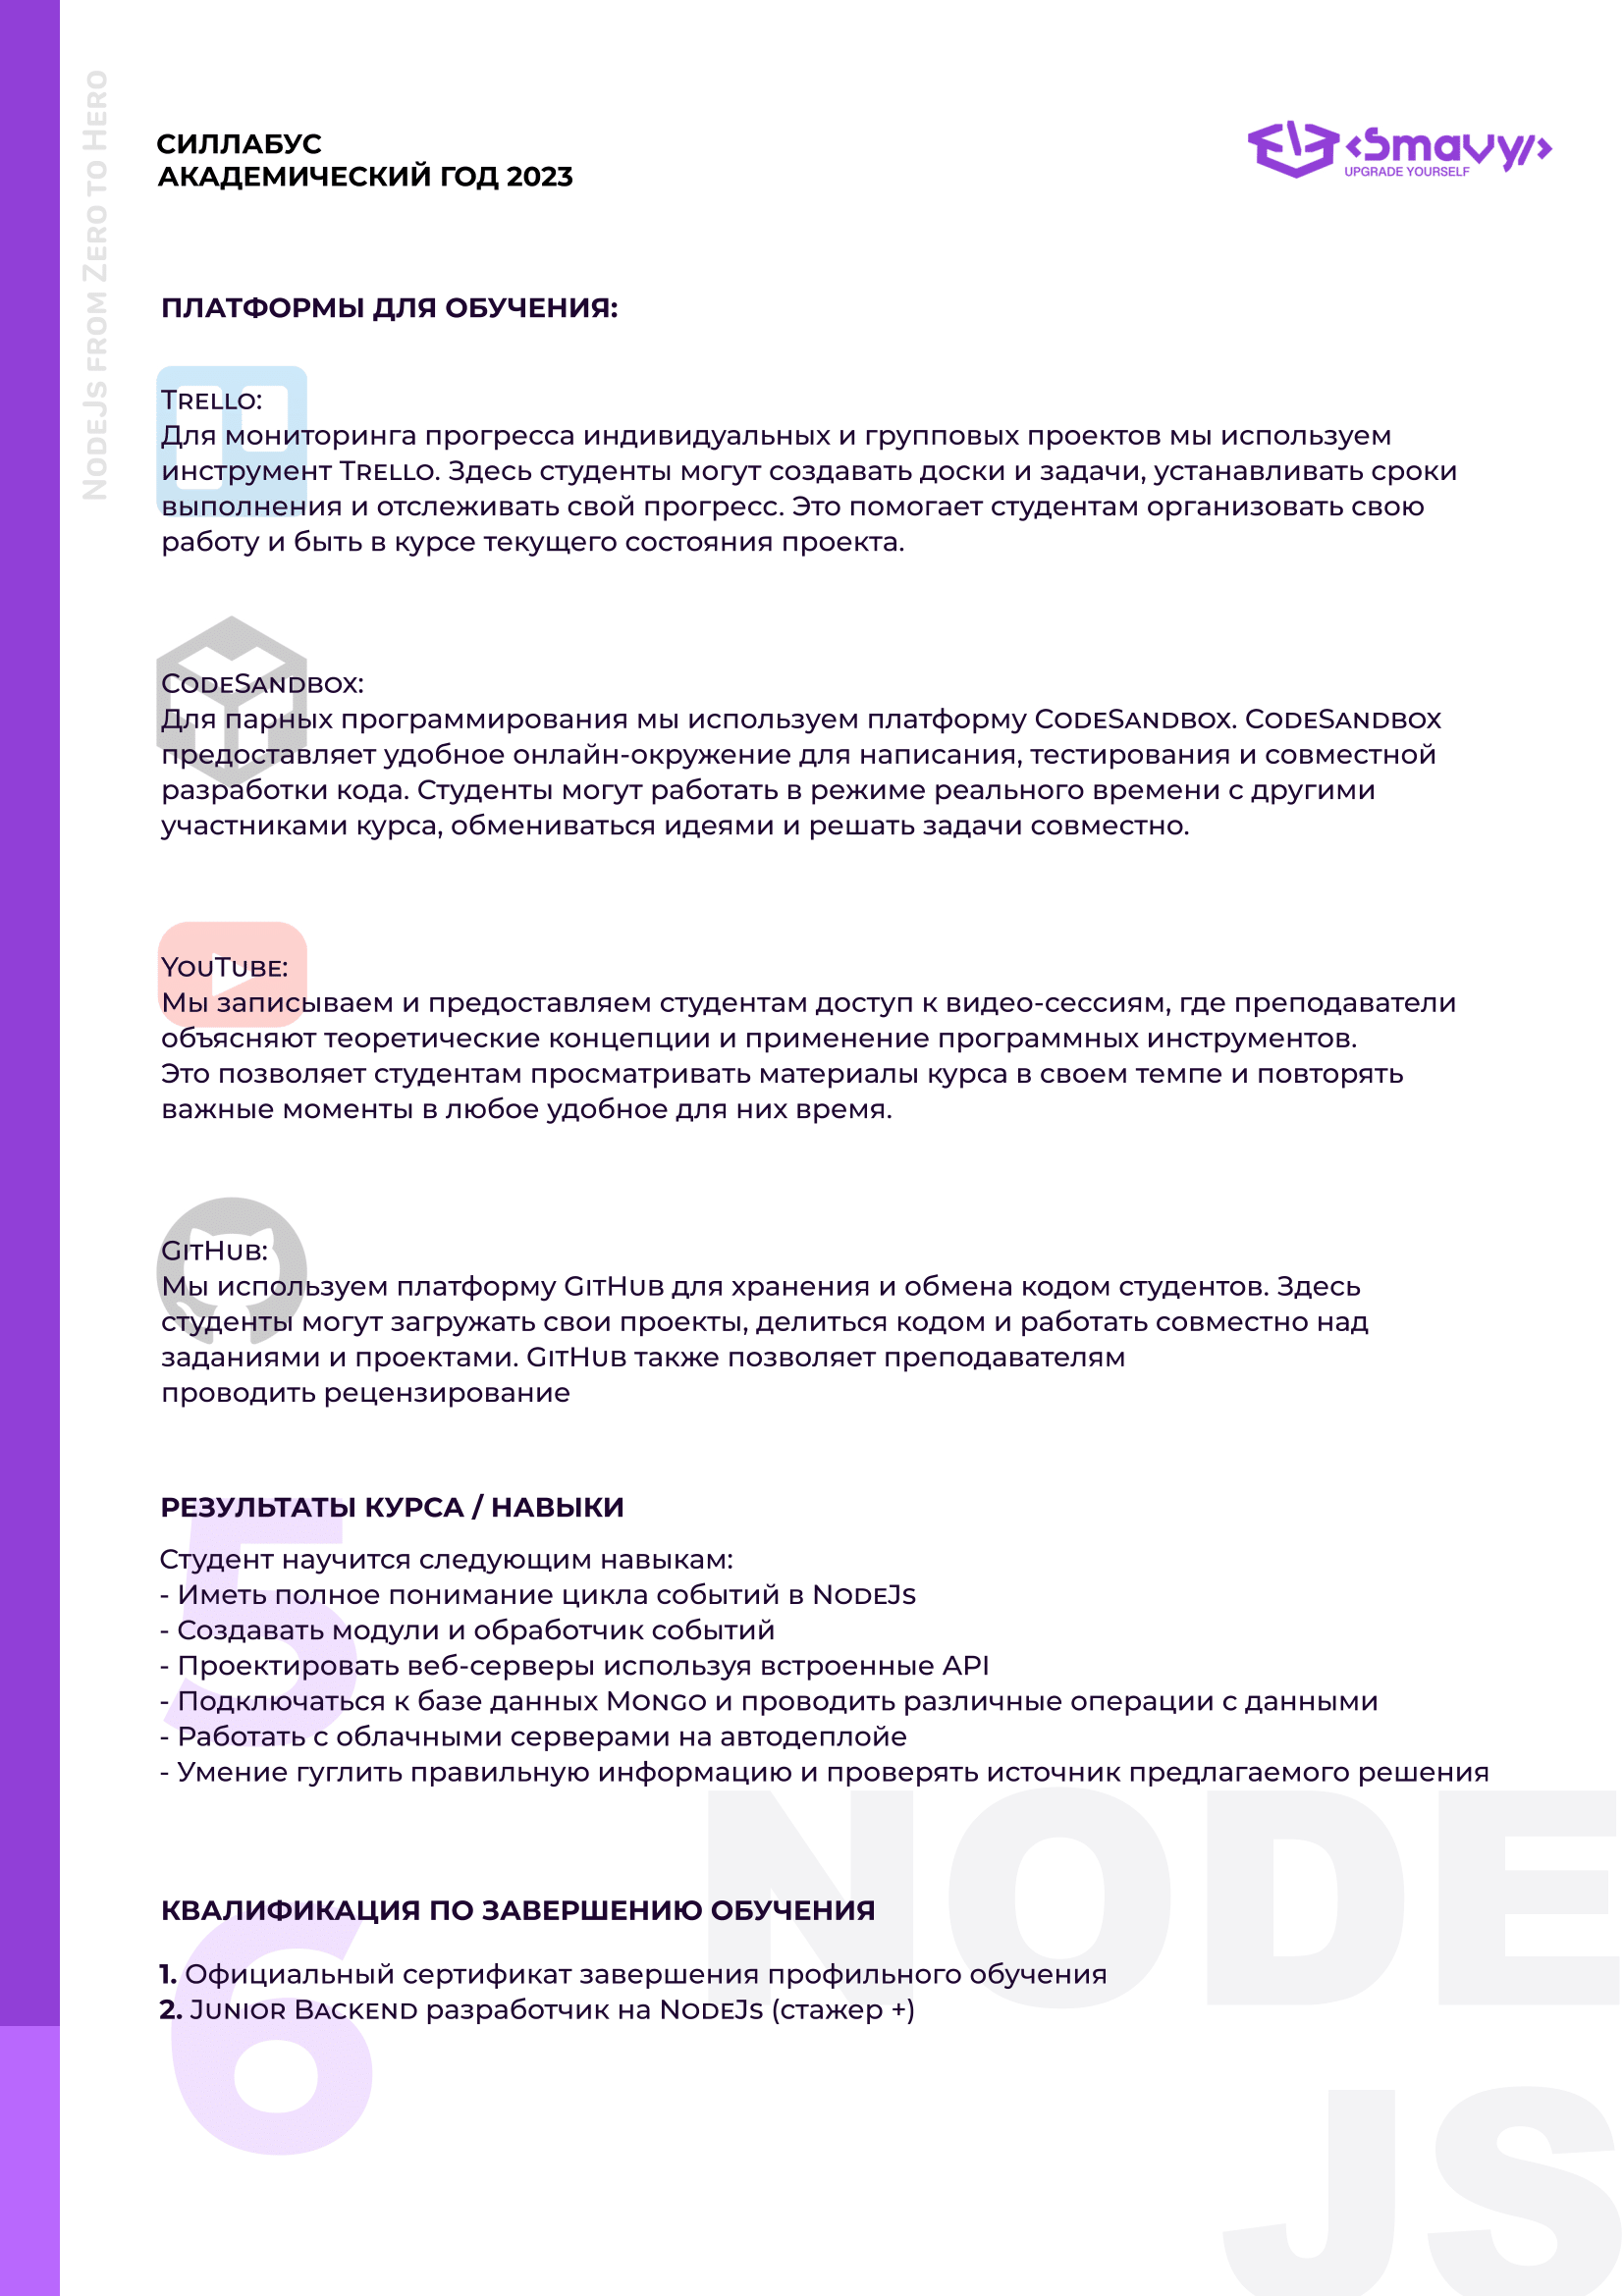 NodeJs from Zero to Hero
СИЛЛАБУС
АКАДЕМИЧЕСКИЙ ГОД 2023
<Smavy/>
UPGRADE YOURSELF
ПЛАТФОРМЫ ДЛЯ ОБУЧЕНИЯ:
Trello:
Для мониторинга прогресса индивидуальных и групповых проектов мы используем
инструмент Trello. Здесь студенты могут создавать доски и задачи, устанавливать сроки
выполнения и отслеживать свой прогресс. Это помогает студентам организовать свою
работу и быть в курсе текущего состояния проекта.
CodeSandbox:
Для парных программирования мы используем платформу CodeSandbox. CodeSandbox
предоставляет удобное онлайн-окружение для написания, тестирования и совместной
разработки кода. Студенты могут работать в режиме реального времени с другими
участниками курса, обмениваться идеями и решать задачи совместно.
YouTube:
Мы записываем и предоставляем студентам доступ к видео-сессиям, где преподаватели
объясняют теоретические концепции и применение программных инструментов.
Это позволяет студентам просматривать материалы курса в своем темпе и повторять
важные моменты в любое удобное для них время.
GitHub:
Мы используем платформу GitHub для хранения и обмена кодом студентов. Здесь
студенты могут загружать свои проекты, делиться кодом и работать совместно над
заданиями и проектами. GitHub также позволяет преподавателям
проводить рецензирование
5
РЕЗУЛЬТАТЫ КУРСА / НАВЫКИ
Студент научится следующим навыкам:
- Иметь полное понимание цикла событий в NodeJs
- Создавать модули и обработчик событий
- Проектировать веб-серверы используя встроенные API
- Подключаться к базе данных Mongo и проводить различные операции с данными
- Работать с облачными серверами на автодеплойе
- Умение гуглить правильную информацию и проверять источник предлагаемого решения
6
КВАЛИФИКАЦИЯ ПО ЗАВЕРШЕНИЮ ОБУЧЕНИЯ
1. Официальный сертификат завершения профильного обучения
2. Junior Backend разработчик на NodeJs (стажер +)
NODE
JS